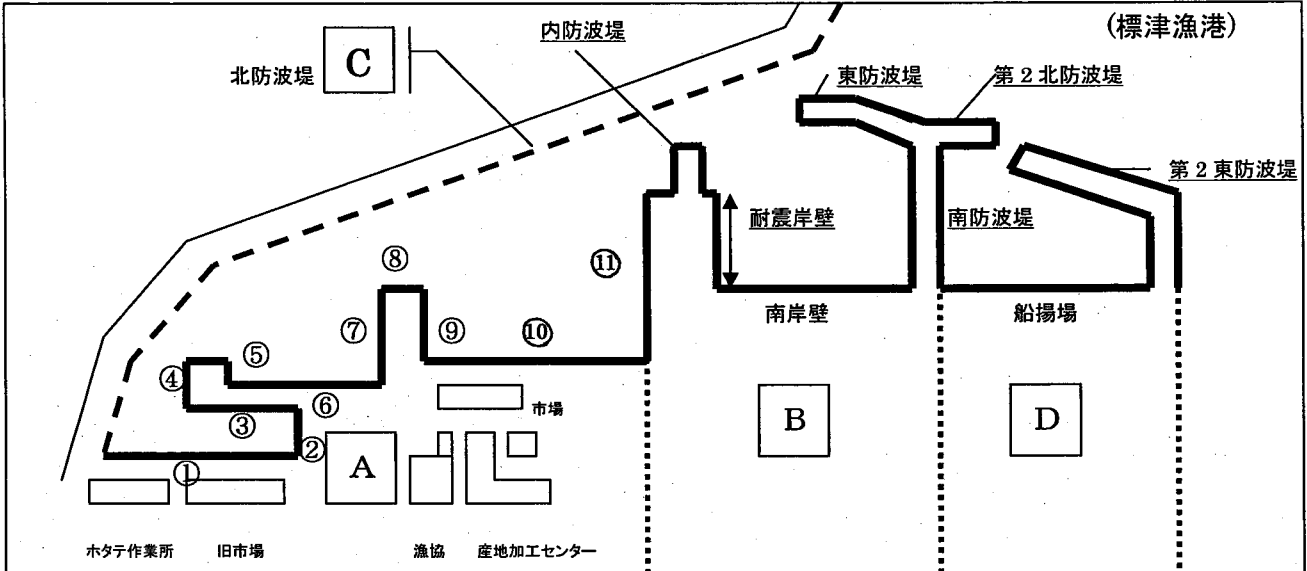 (標津漁港)
内防波堤
北防波堤
C
東防波堤
第2北防波堤
第2東防波堤
耐震岸壁
南防波堤
⑧
⑪
南岸壁
船揚場
⑦
⑨
⑩
⑤
④
⑥
③
市場
②
A
B
D
①
ホタテ作業所
旧市場
漁協
産地加工センター